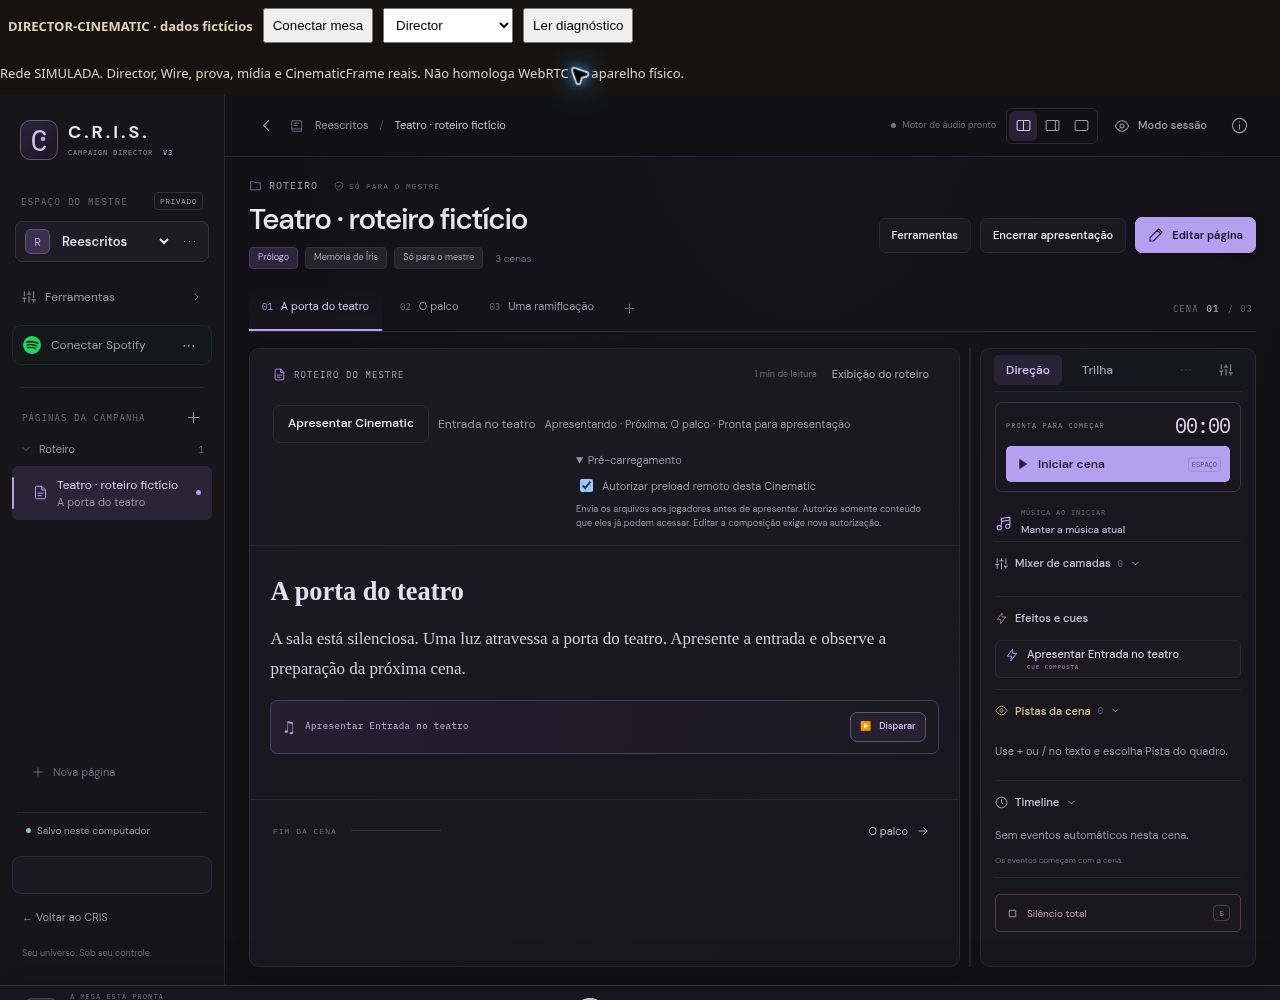 DIRECTOR-CINEMATIC · dados fictícios
Conectar mesa
Director
Ler diagnóstico
Rede SIMULADA. Director, Wire, prova, mídia e CinematicFrame reais. Não homologa WebRTC aparelho físico.
C.R.I.S.
CAMPAIGN DIRECTOR V3
ESPAÇO DO MESTRE
PRIVADO
R
Reescritos
Ferramentas
Conectar Spotify
PÁGINAS DA CAMPANHA
Roteiro 1
Teatro · roteiro fictício
A porta do teatro
Nova página
Salvo neste computador
← Voltar ao CRIS
Seu universo. Sob seu controle.
Reescritos / Teatro · roteiro fictício
Motor de áudio pronto
Modo sessão
ROTEIRO
SÓ PARA O MESTRE
Teatro · roteiro fictício
Prólogo
Memória de Íris
Só para o mestre
3 cenas
Ferramentas
Encerrar apresentação
Editar página
01 A porta do teatro
02 O palco
03 Uma ramificação
CENA 01 / 03
ROTEIRO DO MESTRE
1 min de leitura
Exibição do roteiro
Apresentar Cinematic
Entrada no teatro
Apresentando · Próxima: O palco · Pronta para apresentação
▼ Pré-carregamento
Autorizar preload remoto desta Cinematic
Envia os arquivos aos jogadores antes de apresentar. Autorize somente conteúdo
que eles já podem acessar. Editar a composição exige nova autorização.
A porta do teatro
A sala está silenciosa. Uma luz atravessa a porta do teatro. Apresente a entrada e observe a
preparação da próxima cena.
Apresentar Entrada no teatro
Disparar
FIM DA CENA
O palco →
Direção
Trilha
PRONTA PARA COMEÇAR
00:00
Iniciar cena
ESPAÇO
MÚSICA AO INICIAR
Manter a música atual
Mixer de camadas 0
Efeitos e cues
Apresentar Entrada no teatro
CUE COMPOSTA
Pistas da cena 0
Use + ou / no texto e escolha Pista do quadro.
Timeline
Sem eventos automáticos nesta cena.
Os eventos começam com a cena.
Silêncio total
S
A MESA ESTÁ PRONTA